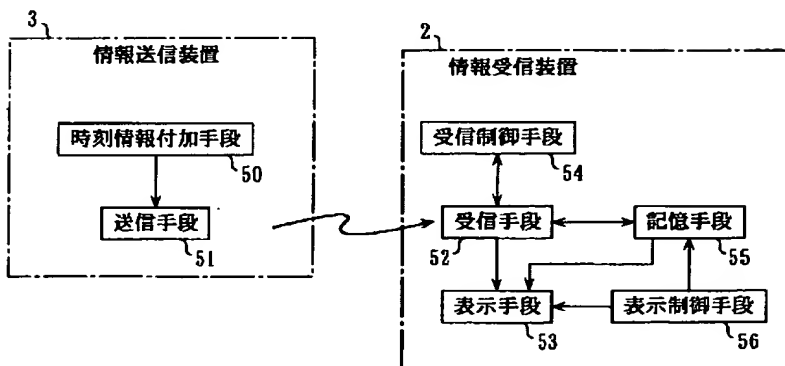 3
情報送信装置
時刻情報付加手段
50
送信手段
51
2
情報受信装置
受信制御手段
54
受信手段
52
記憶手段
55
表示手段
53
表示制御手段
56